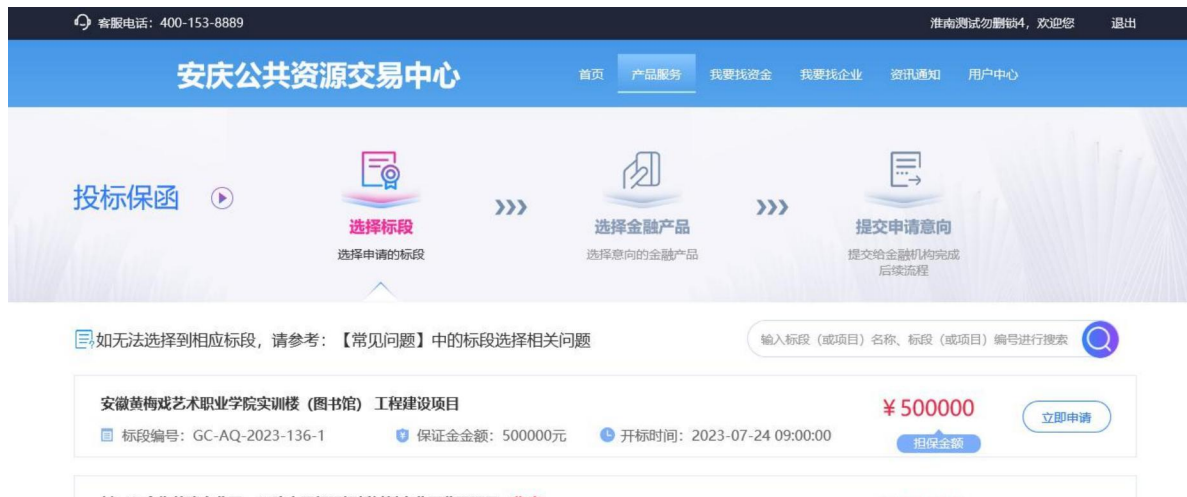 客服电话：400-153-8889
淮南测试勿删锁4，欢迎您 退出
安庆公共资源交易中心
首页 产品服务 我要找资金 我要找企业 资讯通知 用户中心
投标保函
选择标段
选择申请的标段
选择金融产品
选择意向的金融产品
提交申请意向
提交给金融机构完成
后续流程
如无法选择到相应标段，请参考：【常见问题】中的标段选择相关问题
输入标段（或项目）名称、标段（或项目）编号进行搜索
安徽黄梅戏艺术职业学院实训楼（图书馆） 工程建设项目
标段编号：GC-AQ-2023-136-1 保证金金额：500000元 开标时间：2023-07-24 09:00:00
¥500000
担保金额
立即申请